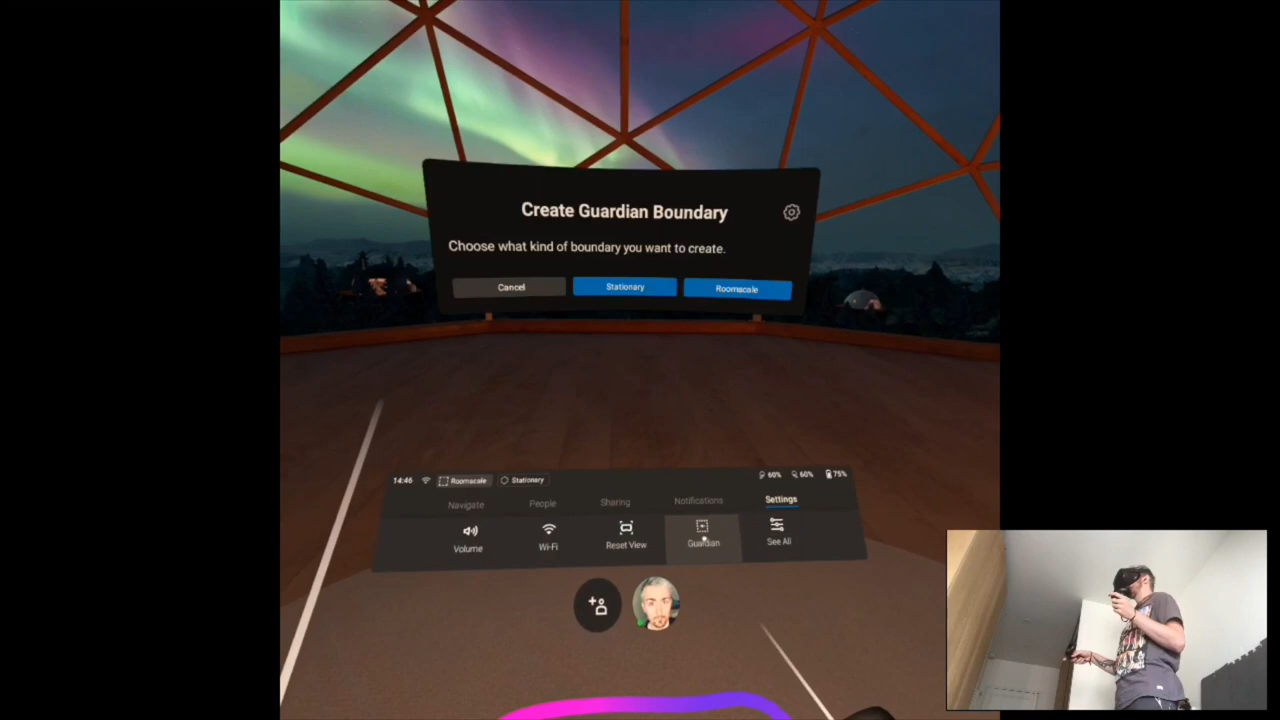 Create Guardian Boundary
Choose what kind of boundary you want to create.
Cancel Stationary Roomscale
14:46 Roomscale Stationary 60% 60% 75%
Navigate People Sharing Notifications Settings
Volume Wi-Fi Reset View Guardian See All